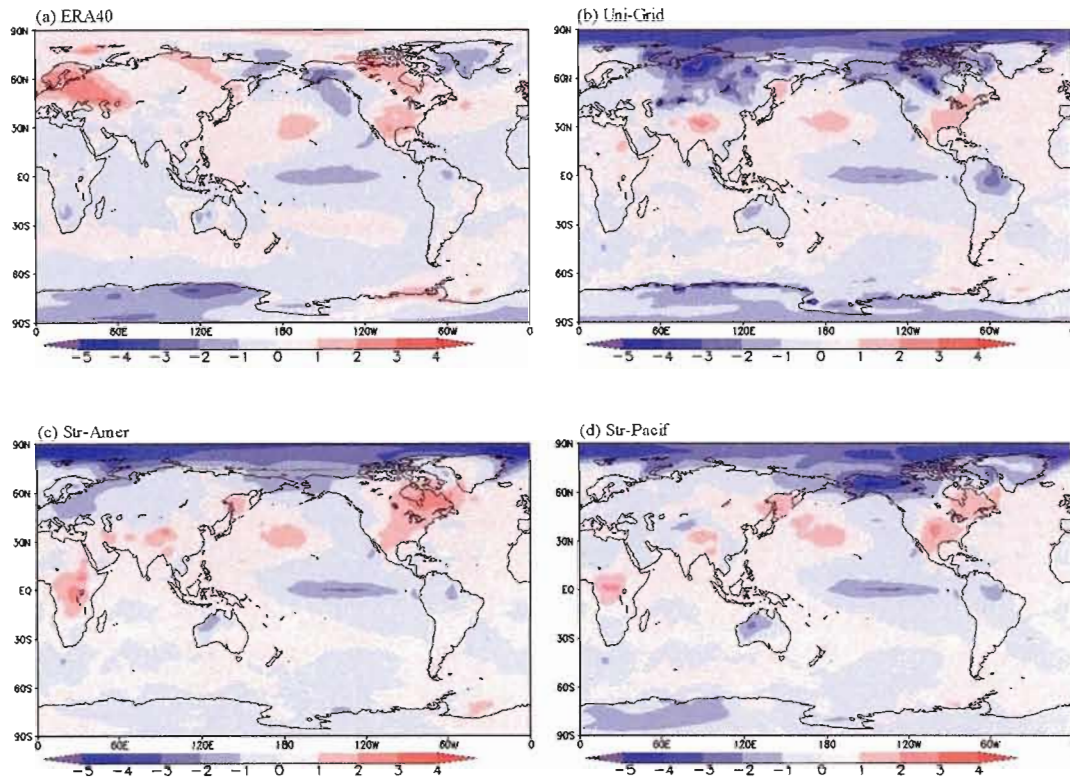 (a) ERA40
90N
60N
30N
EQ
30S
60S
90S
0 60E 120E 180 120W 60W 0
-5 -4 -3 -2 -1 0 1 2 3 4
(b) Uni-Grid
90N
60N
30N
EQ
30S
60S
90S
0 60E 120E 180 120W 60W 0
-5 -4 -3 -2 -1 0 1 2 3 4
(c) Str-Amer
90N
60N
30N
EQ
30S
60S
90S
0 60E 120E 180 120W 60W 0
-5 -4 -3 -2 -1 0 1 2 3 4
(d) Str-Pacif
90N
60N
30N
EQ
30S
60S
90S
0 60E 120E 180 120W 60W 0
-5 -4 -3 -2 -1 0 1 2 3 4